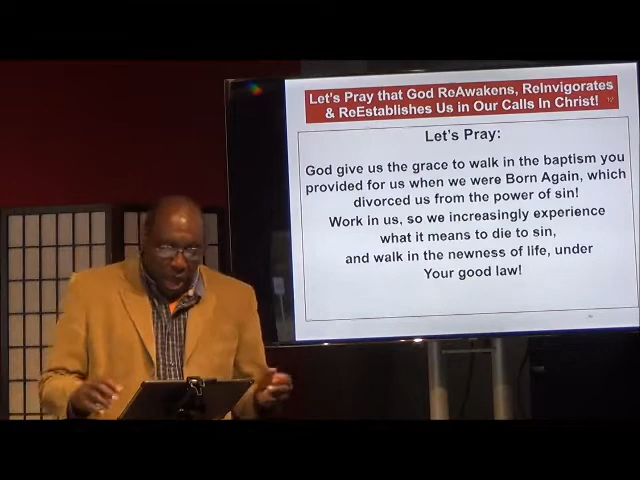 Let's Pray that God ReAwakens, ReInvigorates
& ReEstablishes Us in Our Calls In Christ!
Let's Pray:
God give us the grace to walk in the baptism you
provided for us when we were Born Again, which
divorced us from the power of sin!
Work in us, so we increasingly experience
what it means to die to sin,
and walk in the newness of life, under
Your good law!